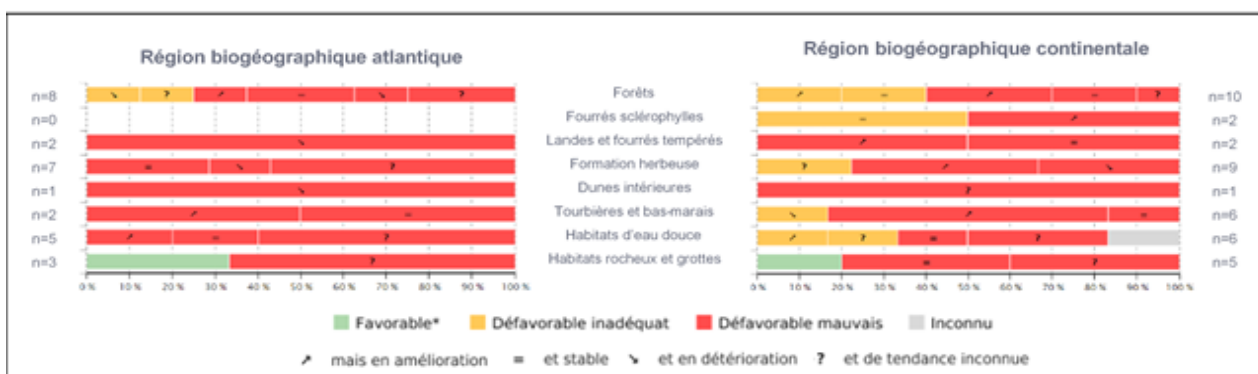 Région biogéographique atlantique
Région biogéographique continentale
n=8 ↘ ? ↗ = ↘ ? Forêts ↗ = ↗ = ? n=10
n=0 Fourrés sclérophylles = ↗ n=2
n=2 ↘ Landes et fourrés tempérés ↗ = n=2
n=7 = ↘ ? Formation herbeuse ? ↗ ↘ n=9
n=1 ↘ Dunes intérieures ? n=1
n=2 ↗ = Tourbières et bas-marais ↘ ↗ = n=6
n=5 ↗ = ? Habitats d'eau douce ↗ ? = ? n=6
n=3 ? Habitats rocheux et grottes = ? n=5
0 % 10 % 20 % 30 % 40 % 50 % 60 % 70 % 80 % 90 % 100 % 0 % 10 % 20 % 30 % 40 % 50 % 60 % 70 % 80 % 90 % 100 %
Favorable* Défavorable inadéquat Défavorable mauvais Inconnu
↗ mais en amélioration = et stable ↘ et en détérioration ? et de tendance inconnue